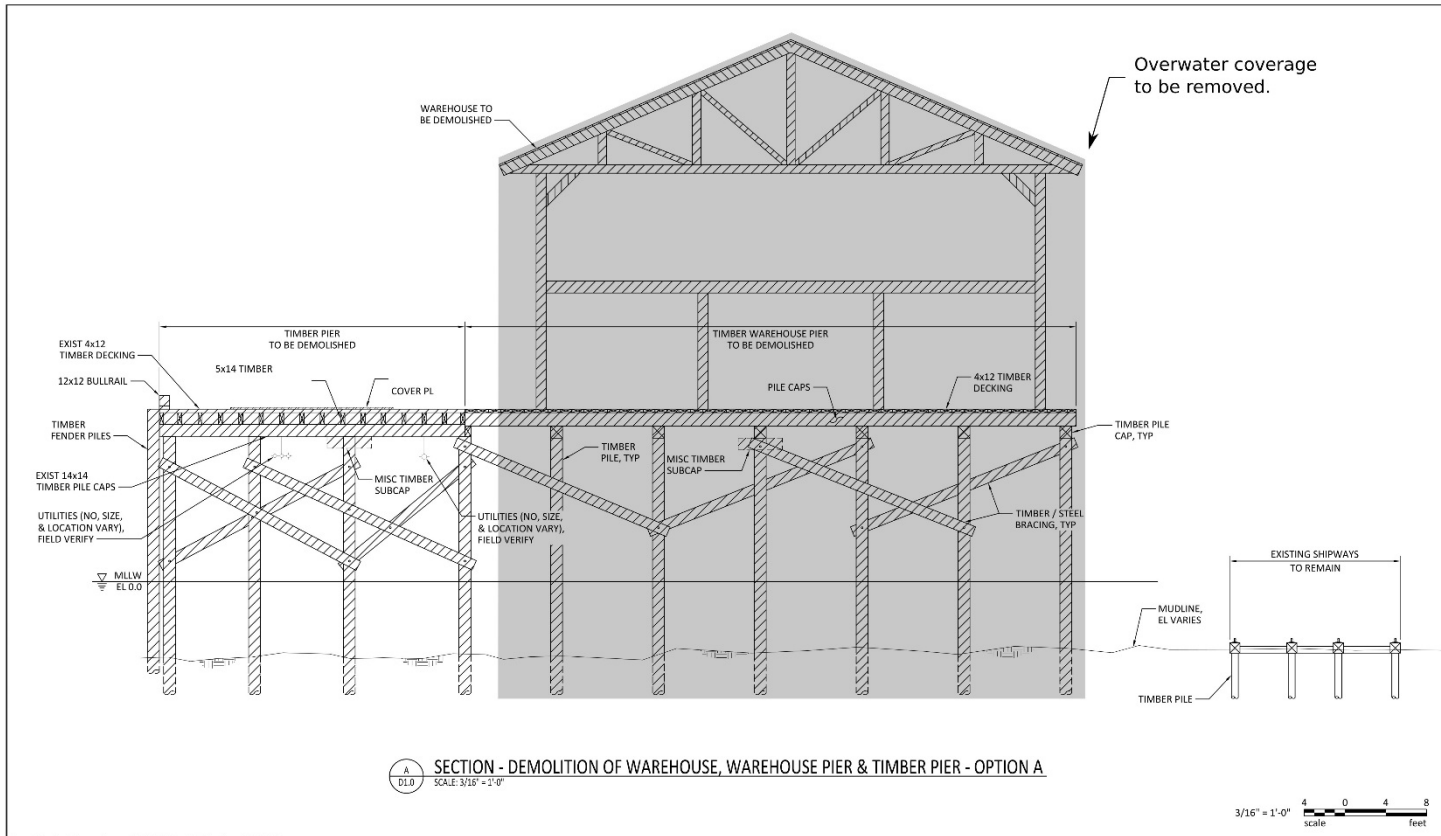 Overwater coverage
to be removed.
WAREHOUSE TO
BE DEMOLISHED
TIMBER PIER
TO BE DEMOLISHED
TIMBER WAREHOUSE PIER
TO BE DEMOLISHED
EXIST 4x12
TIMBER DECKING
5x14 TIMBER
12x12 BULLRAIL
COVER PL
PILE CAPS
4x12 TIMBER
DECKING
TIMBER
FENDER PILES
TIMBER PILE
CAP, TYP
TIMBER
PILE, TYP
MISC TIMBER
SUBCAP
EXIST 14x14
TIMBER PILE CAPS
MISC TIMBER
SUBCAP
UTILITIES (NO, SIZE,
& LOCATION VARY),
FIELD VERIFY
UTILITIES (NO, SIZE,
& LOCATION VARY),
FIELD VERIFY
TIMBER / STEEL
BRACING, TYP
EXISTING SHIPWAYS
TO REMAIN
MLLW
EL 0.0
MUDLINE,
EL VARIES
TIMBER PILE
A
D1.0
SECTION - DEMOLITION OF WAREHOUSE, WAREHOUSE PIER & TIMBER PIER - OPTION A
SCALE: 3/16" = 1'-0"
3/16" = 1'-0"
4 0 4 8
scale feet